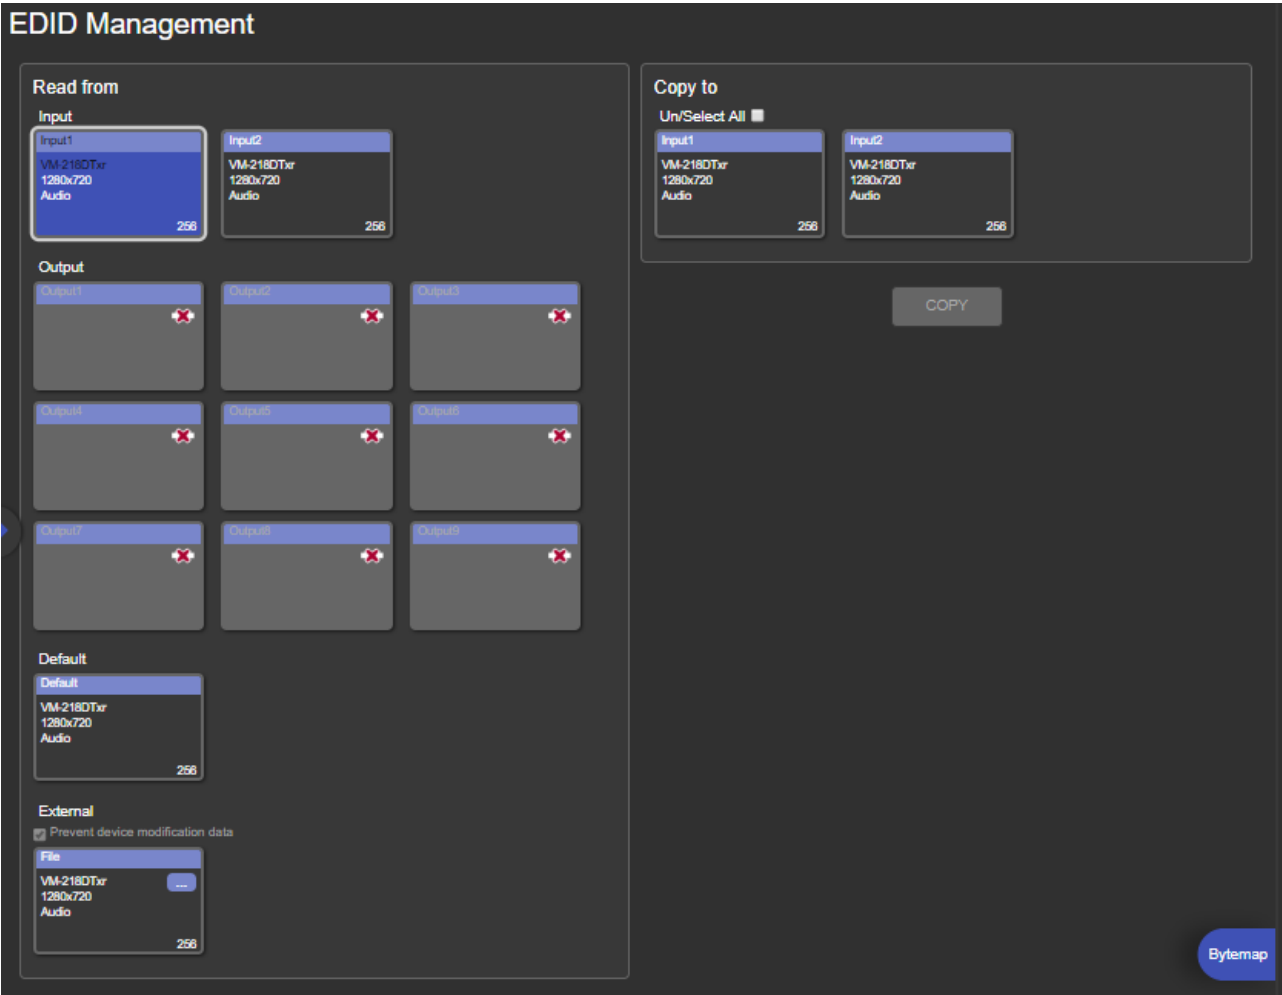 EDID Management
Read from
Input
Input1
VM-218DTxr
1280x720
Audio
256
Input2
VM-218DTxr
1280x720
Audio
256
Output
Output1
Output2
Output3
Output4
Output5
Output6
Output7
Output8
Output9
Default
Default
VM-218DTxr
1280x720
Audio
256
External
Prevent device modification data
File
VM-218DTxr
...
1280x720
Audio
256
Copy to
Un/Select All
Input1
VM-218DTxr
1280x720
Audio
256
Input2
VM-218DTxr
1280x720
Audio
256
COPY
Bytemap